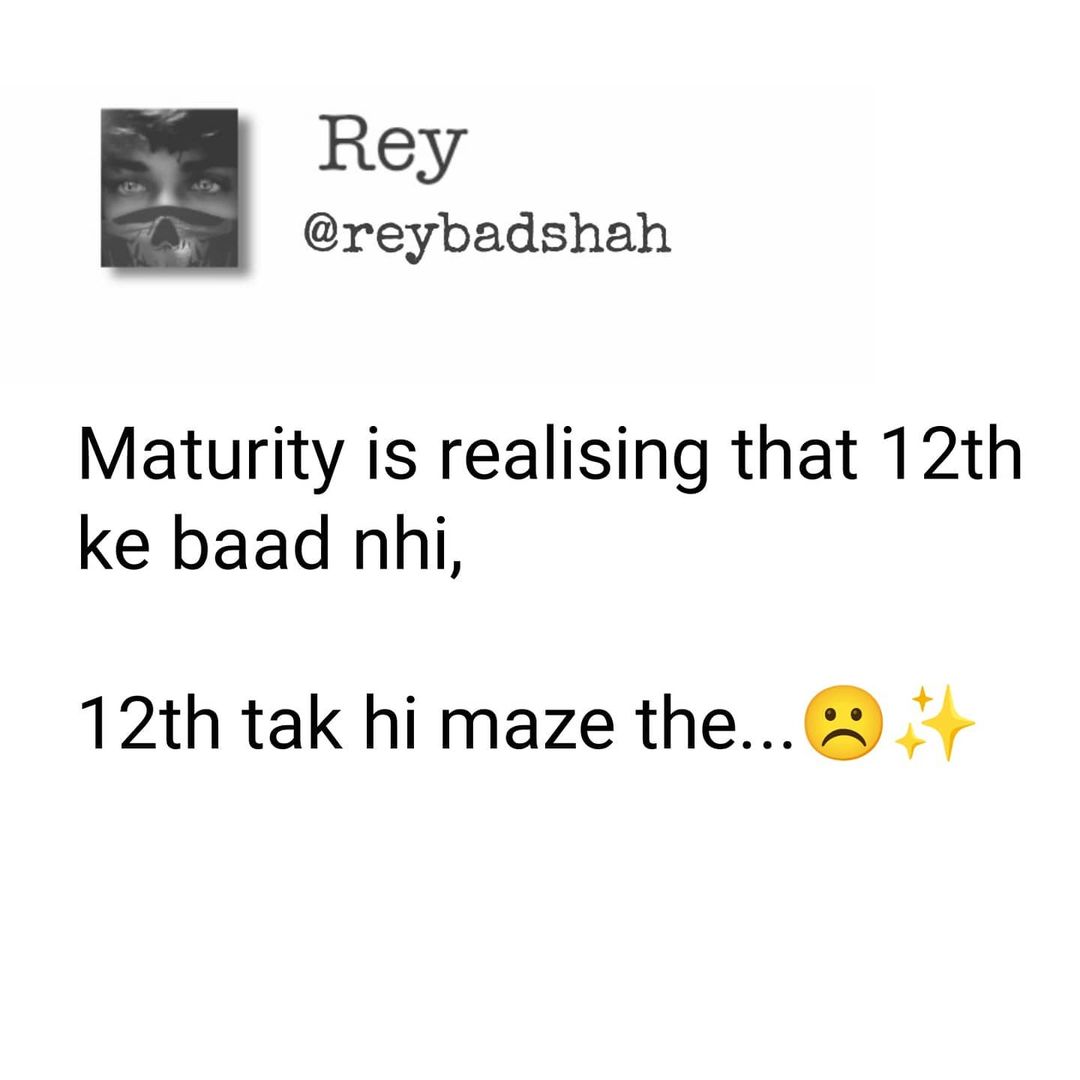 Rey
@reybadshah
Maturity is realising that 12th
ke baad nhi,
12th tak hi maze the...☹️✨